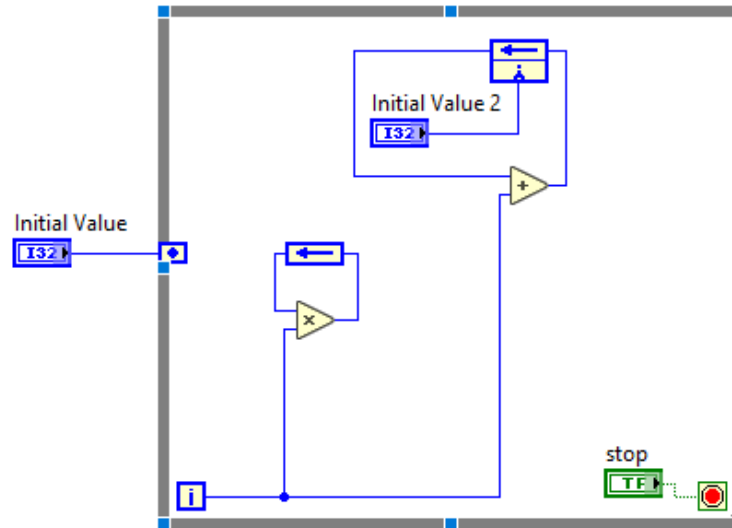 Initial Value 2
I32
+
Initial Value
I32
×
i
stop
TF